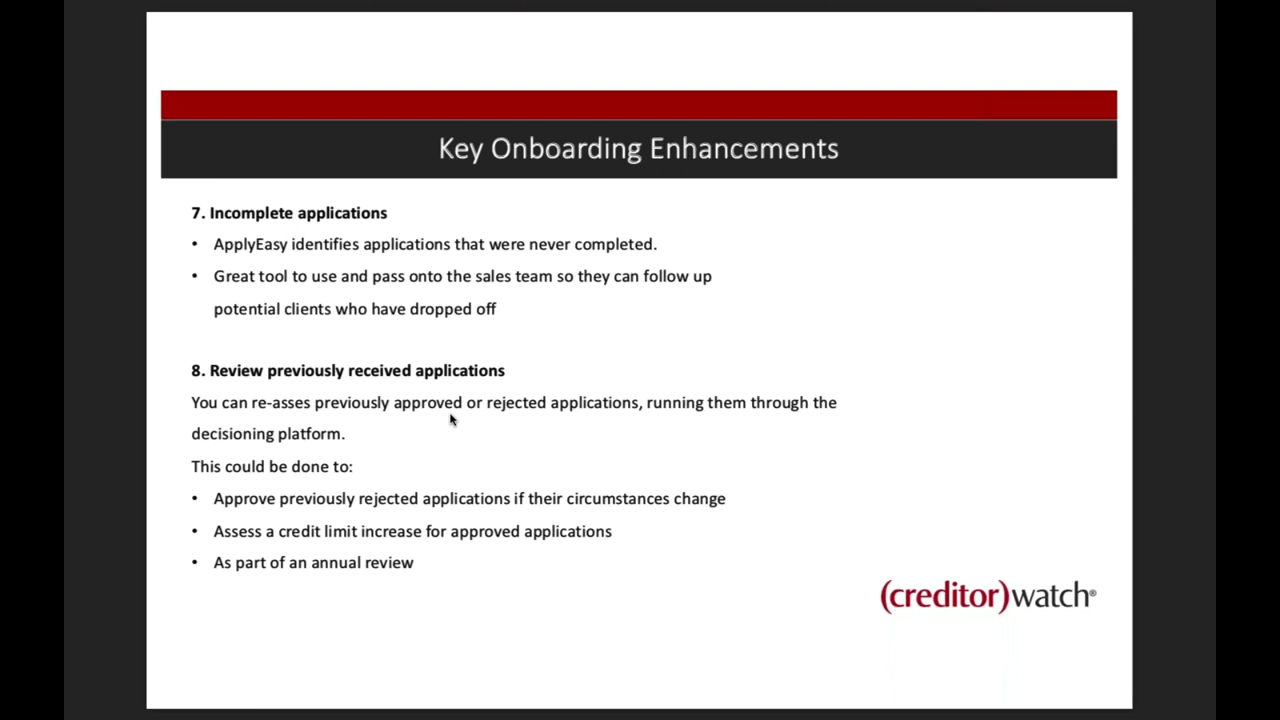 Key Onboarding Enhancements
7. Incomplete applications
• ApplyEasy identifies applications that were never completed.
• Great tool to use and pass onto the sales team so they can follow up
potential clients who have dropped off
8. Review previously received applications
You can re-asses previously approved or rejected applications, running them through the
decisioning platform.
This could be done to:
• Approve previously rejected applications if their circumstances change
• Assess a credit limit increase for approved applications
• As part of an annual review
(creditor)watch®